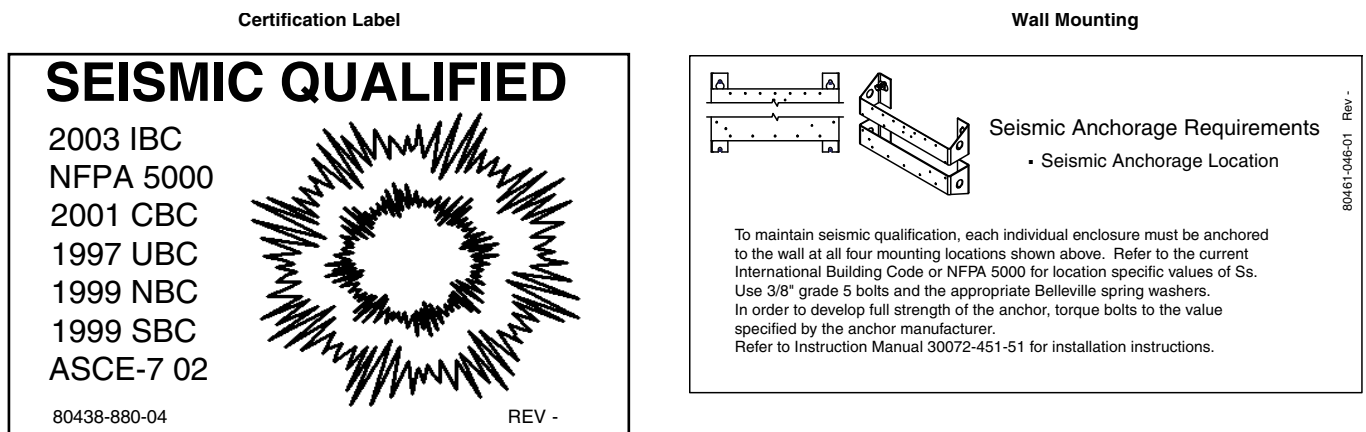 Certification Label
SEISMIC QUALIFIED
2003 IBC
NFPA 5000
2001 CBC
1997 UBC
1999 NBC
1999 SBC
ASCE-7 02
80438-880-04
REV -
Wall Mounting
Seismic Anchorage Requirements
▪ Seismic Anchorage Location
80461-046-01 Rev -
To maintain seismic qualification, each individual enclosure must be anchored
to the wall at all four mounting locations shown above. Refer to the current
International Building Code or NFPA 5000 for location specific values of Ss.
Use 3/8" grade 5 bolts and the appropriate Belleville spring washers.
In order to develop full strength of the anchor, torque bolts to the value
specified by the anchor manufacturer.
Refer to Instruction Manual 30072-451-51 for installation instructions.